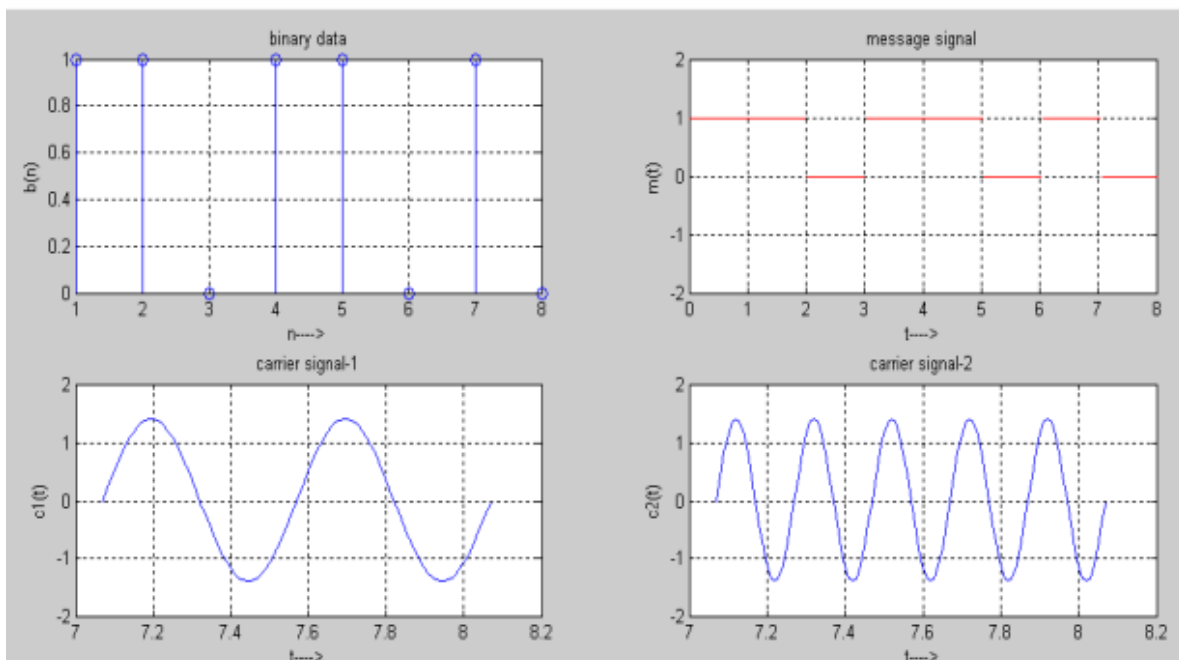 binary data
1
0.8
0.6
0.4
0.2
0
b(n)
1 2 3 4 5 6 7 8
n---->
message signal
2
1
0
-1
-2
m(t)
0 1 2 3 4 5 6 7 8
t---->
carrier signal-1
2
1
0
-1
-2
c1(t)
7 7.2 7.4 7.6 7.8 8 8.2
t---->
carrier signal-2
2
1
0
-1
-2
c2(t)
7 7.2 7.4 7.6 7.8 8 8.2
t---->